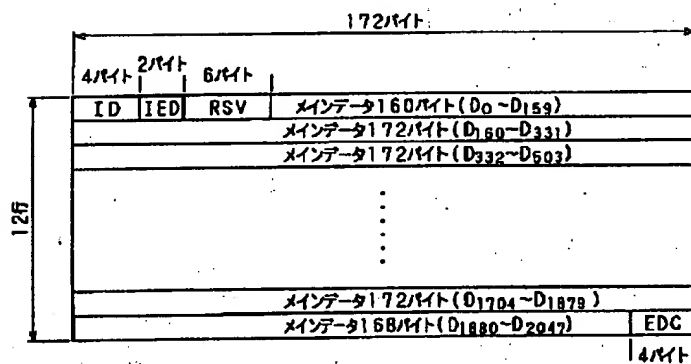 172バイト
4バイト 2バイト 6バイト
ID IED RSV メインデータ160バイト(D0~D159)
メインデータ172バイト(D160~D331)
メインデータ172バイト(D332~D503)
12行
メインデータ172バイト(D1704~D1879)
メインデータ168バイト(D1880~D2047) EDC
4バイト